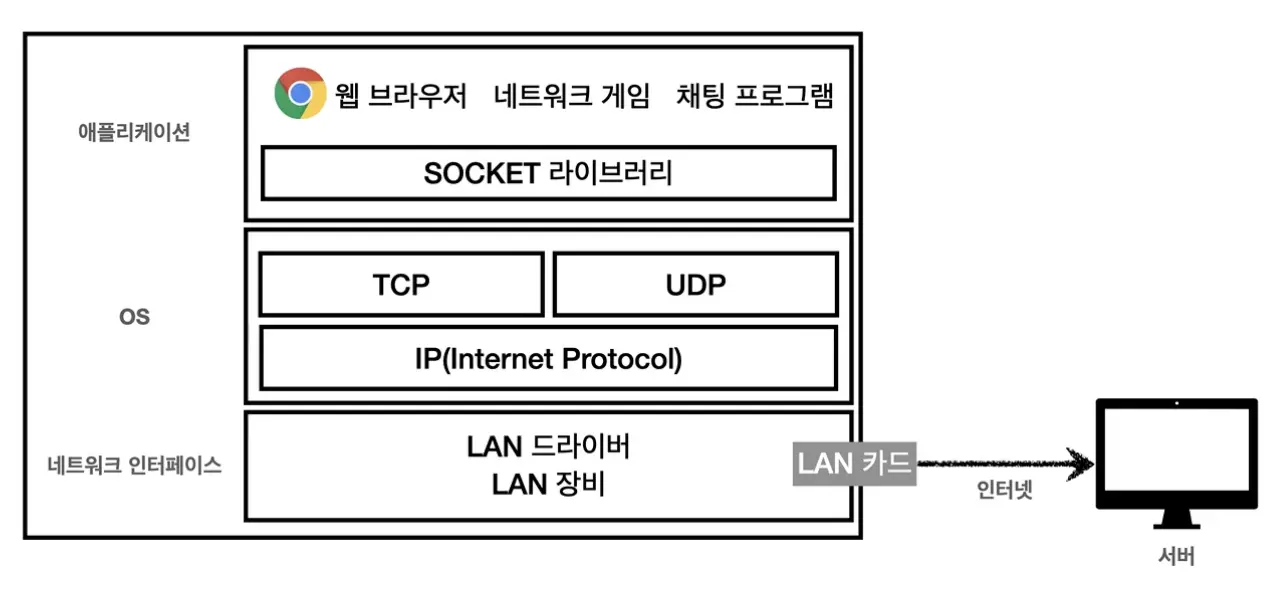 애플리케이션
웹 브라우저 네트워크 게임 채팅 프로그램
SOCKET 라이브러리
OS
TCP
UDP
IP(Internet Protocol)
네트워크 인터페이스
LAN 드라이버
LAN 장비
LAN 카드
인터넷
서버